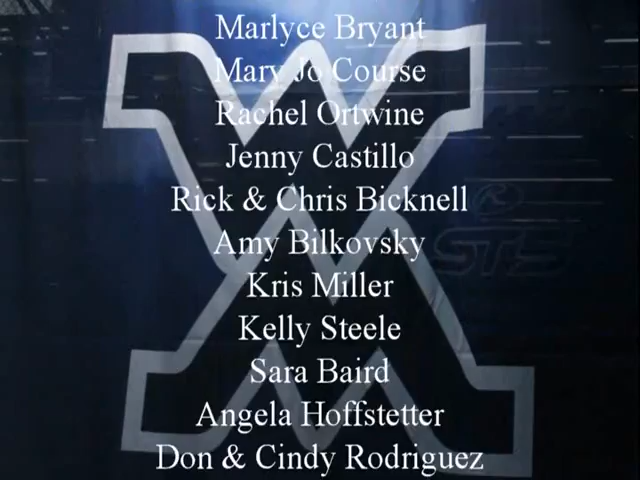 Marlyce Bryant
Mary Jo Course
Rachel Ortwine
Jenny Castillo
Rick & Chris Bicknell
Amy Bilkovsky
STS
Kris Miller
Kelly Steele
Sara Baird
Angela Hoffstetter
Don & Cindy Rodriguez